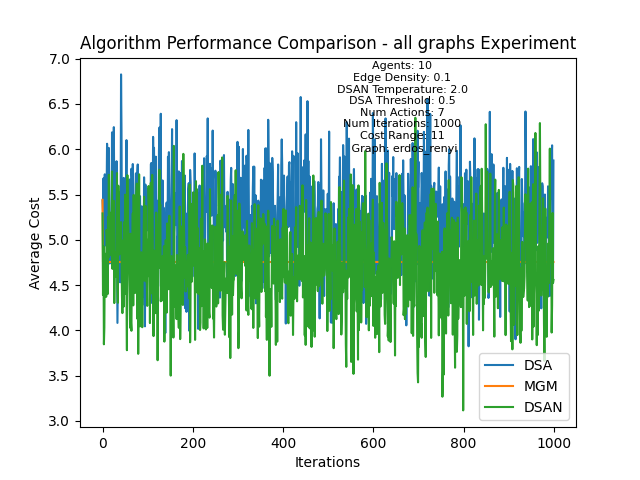 Algorithm Performance Comparison - all graphs Experiment
7.0
6.5
6.0
5.5
5.0
4.5
4.0
3.5
3.0
Average Cost
Agents: 10
Edge Density: 0.1
DSAN Temperature: 2.0
DSA Threshold: 0.5
Num Actions: 7
Num Iterations: 1000
Cost Range: 11
Graph: erdos_renyi
DSA
MGM
DSAN
0
200
400
600
800
1000
Iterations